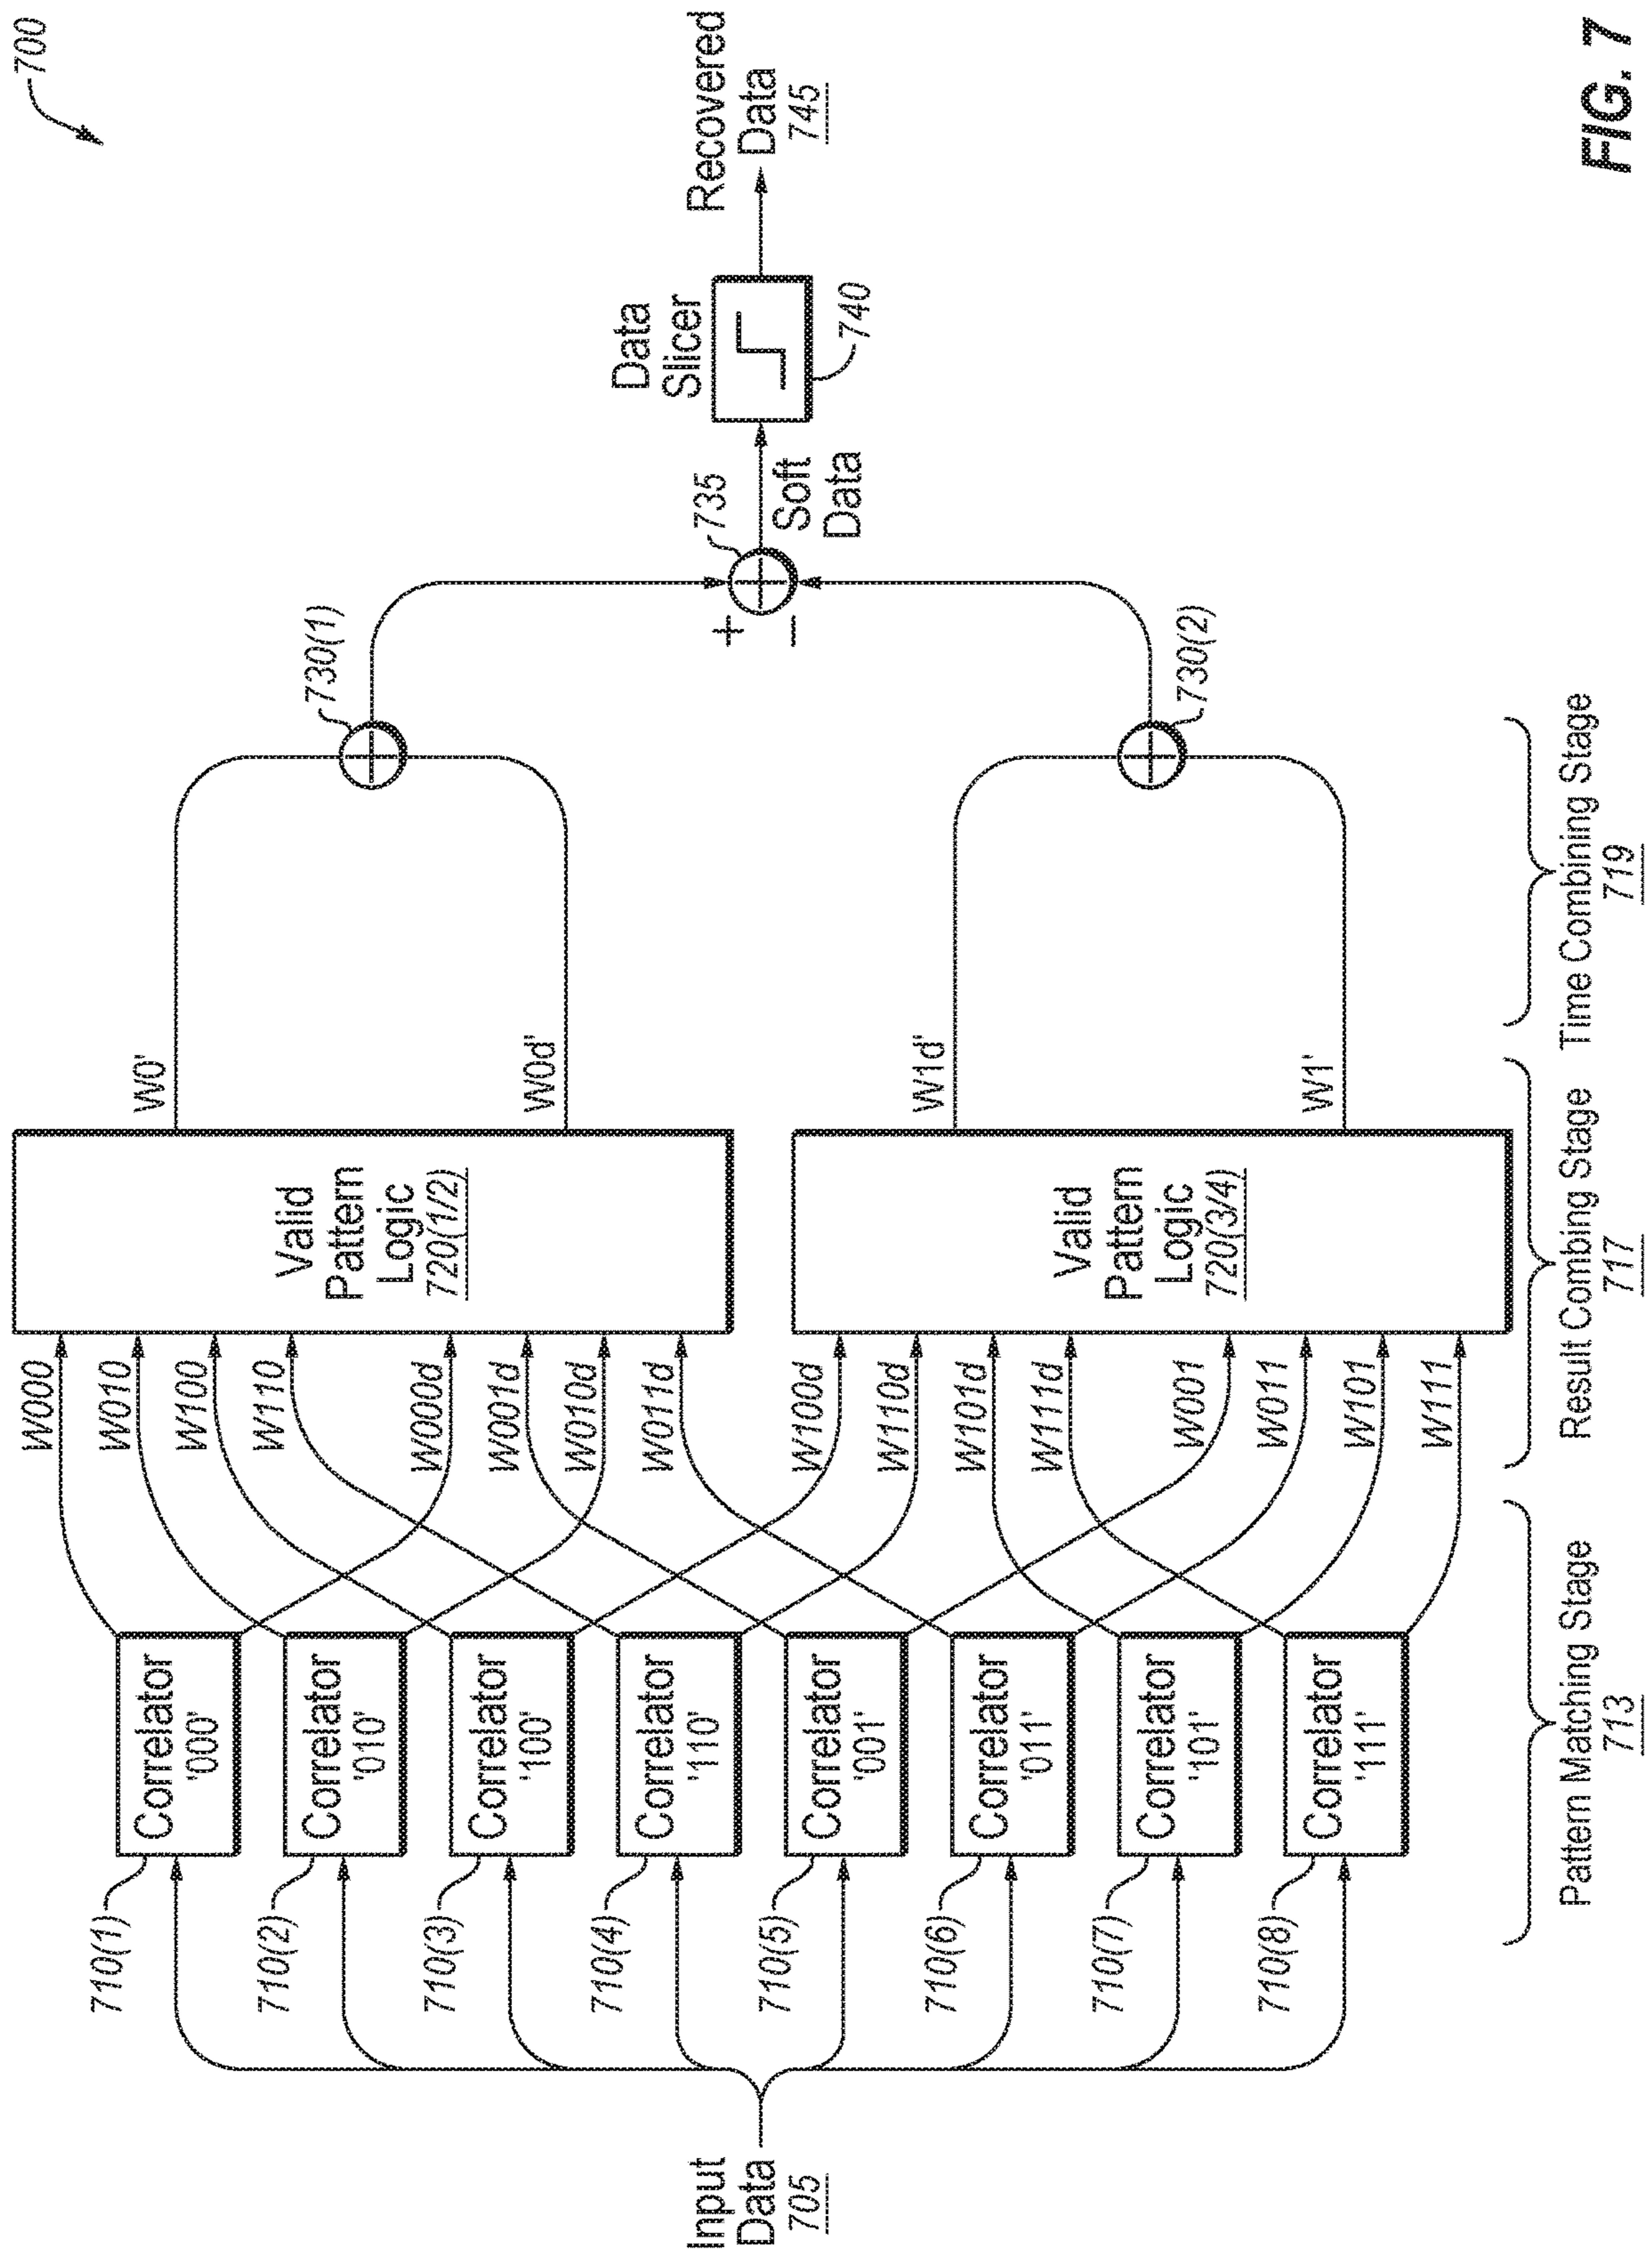 700
Input
Data
705
710(1)
Correlator
'000'
710(2)
Correlator
'010'
710(3)
Correlator
'100'
710(4)
Correlator
'110'
710(5)
Correlator
'001'
710(6)
Correlator
'011'
710(7)
Correlator
'101'
710(8)
Correlator
'111'
W000
W010
W100
W110
W000d
W001d
W010d
W011d
W100d
W110d
W101d
W111d
W001
W011
W101
W111
Valid
Pattern
Logic
720(1/2)
Valid
Pattern
Logic
720(3/4)
W0'
W0d'
W1d'
W1'
730(1)
730(2)
+
−
735
Soft
Data
Data
Slicer
740
Recovered
Data
745
Pattern Matching Stage
713
Result Combing Stage
717
Time Combining Stage
719
FIG. 7